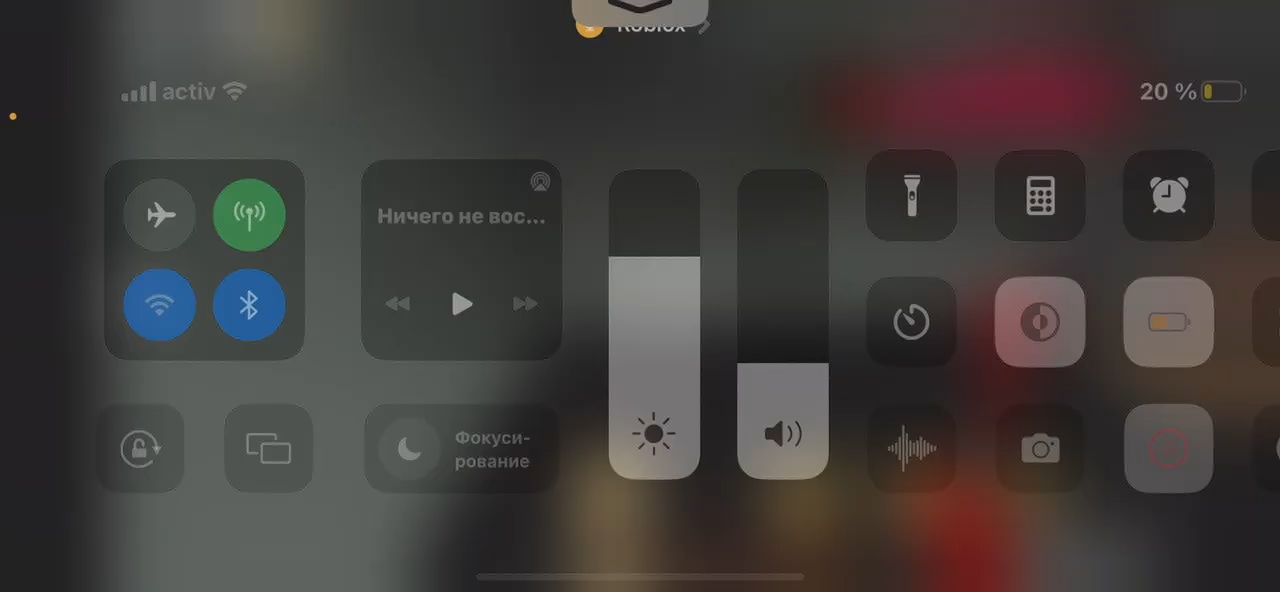 Roblox
activ
20 %
Ничего не вос...
Фокуси-
рование